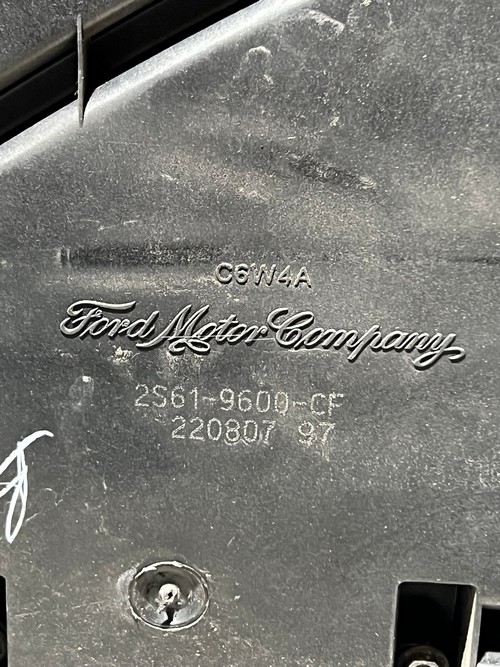 C6W4A
Ford Motor Company
2S61-9600-CF
220807 97